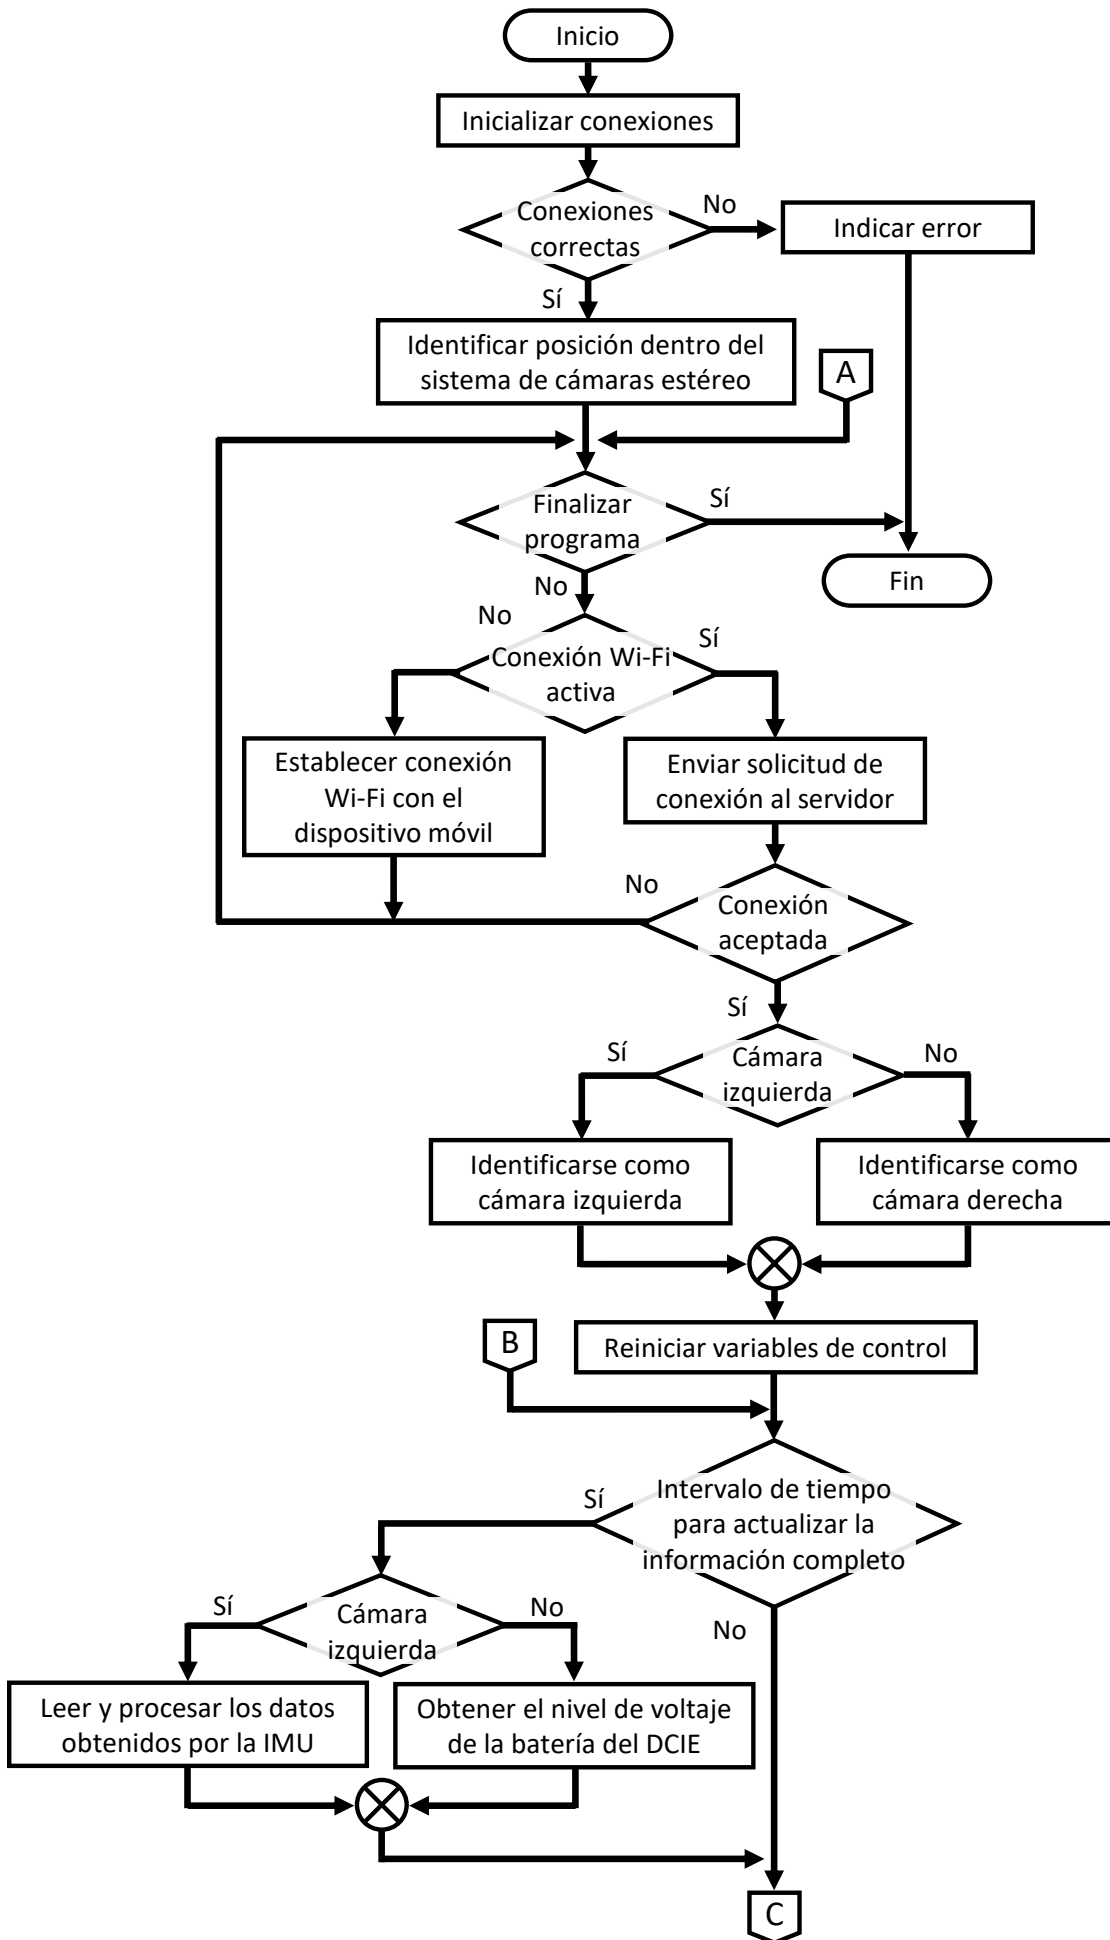 Inicio
Inicializar conexiones
Conexiones
correctas
No
Indicar error
Sí
Identificar posición dentro del
sistema de cámaras estéreo
A
Finalizar
programa
Sí
Fin
No
No
Conexión Wi-Fi
activa
Sí
Establecer conexión
Wi-Fi con el
dispositivo móvil
Enviar solicitud de
conexión al servidor
No
Conexión
aceptada
Sí
Sí
Cámara
izquierda
No
Identificarse como
cámara izquierda
Identificarse como
cámara derecha
B
Reiniciar variables de control
Sí
Intervalo de tiempo
para actualizar la
información completo
Sí
Cámara
izquierda
No
No
Leer y procesar los datos
obtenidos por la IMU
Obtener el nivel de voltaje
de la batería del DCIE
C